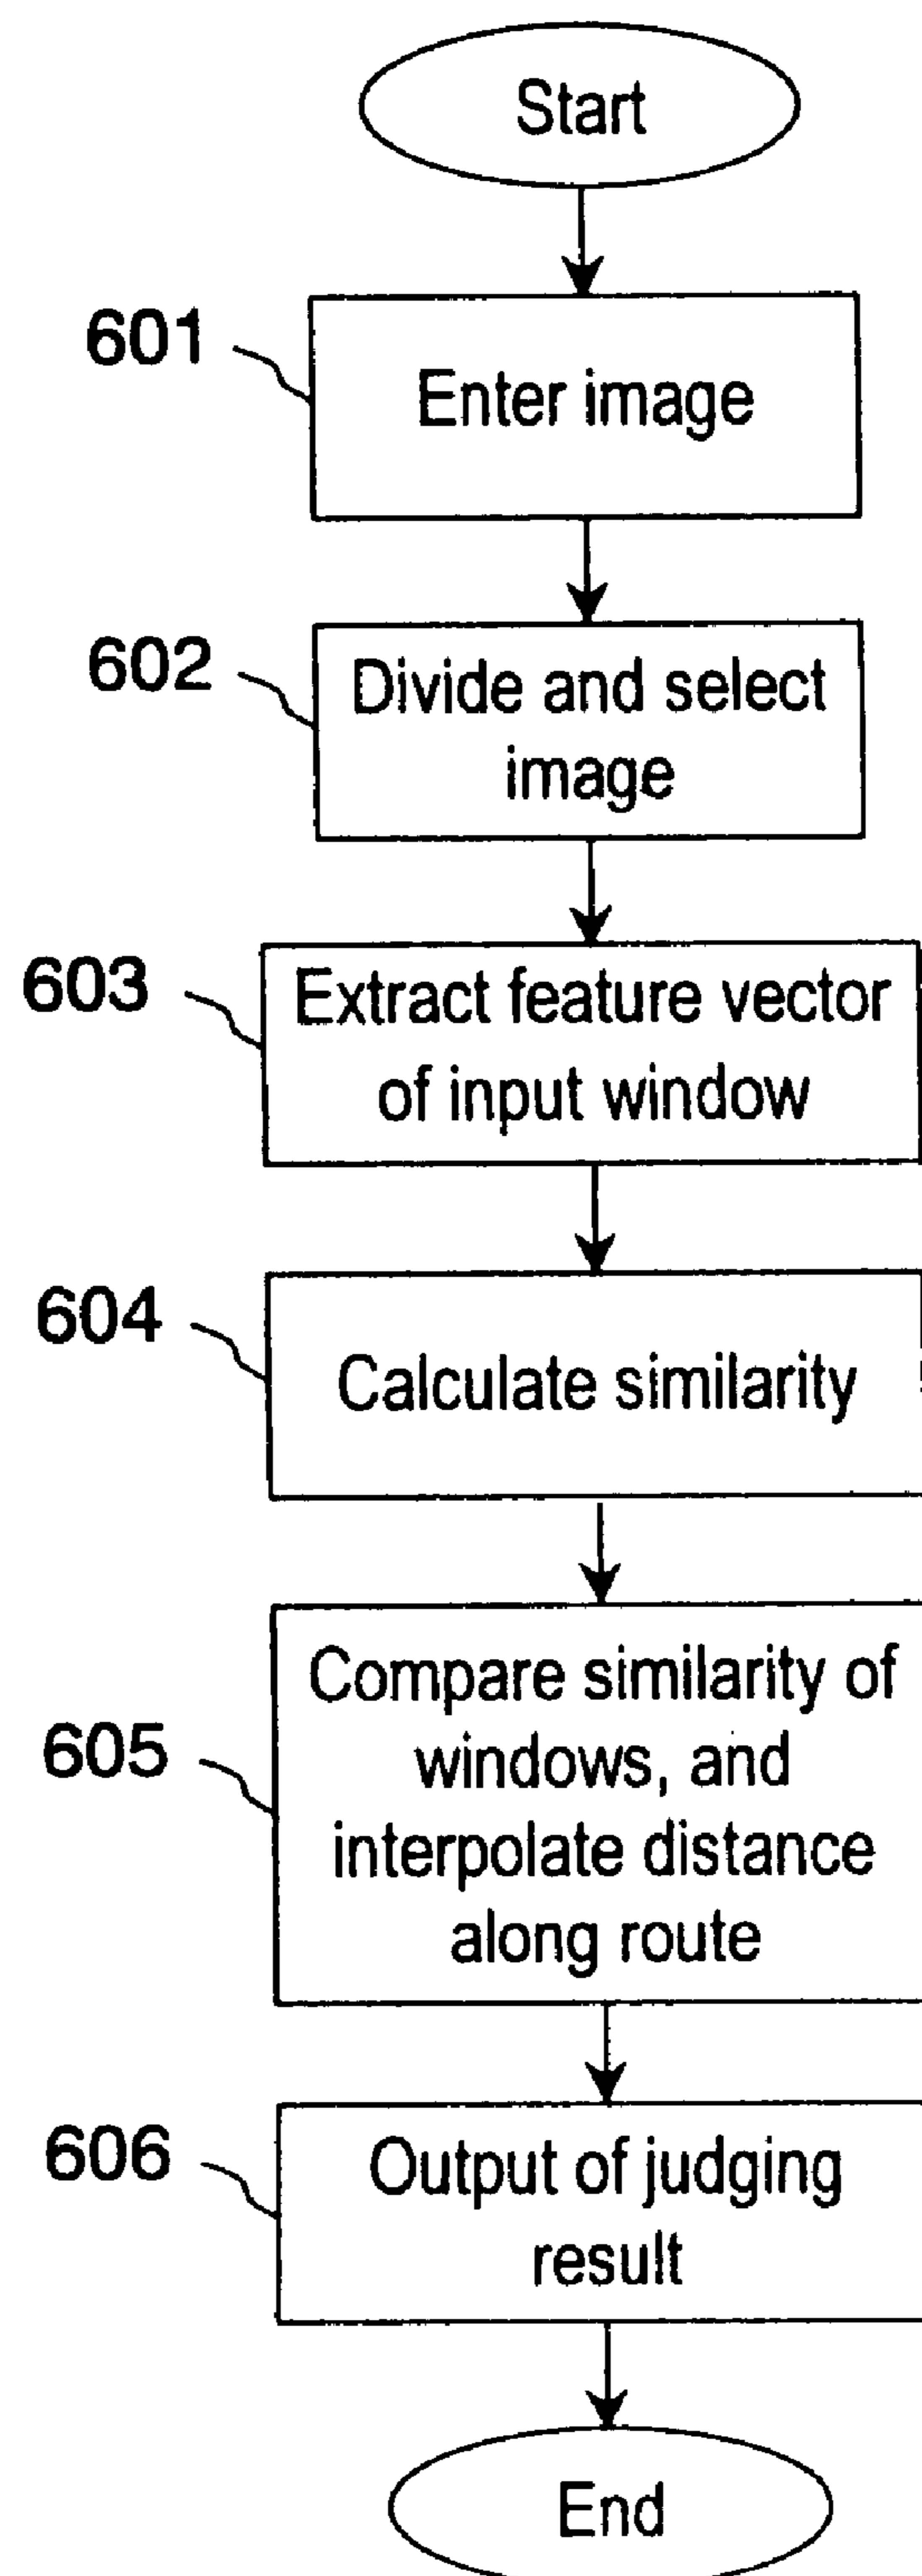 Start
601
Enter image
602
Divide and select
image
603
Extract feature vector
of input window
604
Calculate similarity
605
Compare similarity of
windows, and
interpolate distance
along route
606
Output of judging
result
End